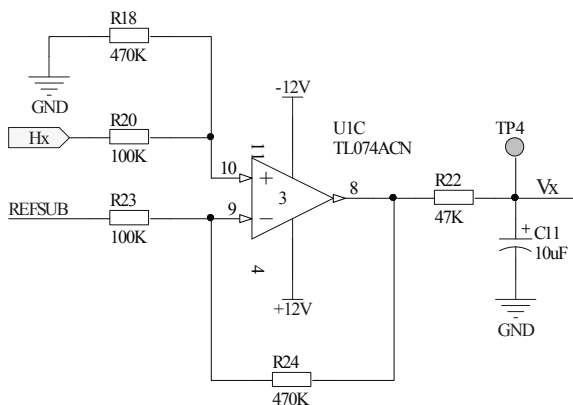 R18
470K
GND
-12V
U1C
TL074ACN
TP4
Hx
R20
100K
11
10
+
3
8
R22
47K
Vx
REFSUB
R23
100K
9
−
4
+
C11
10uF
+12V
GND
R24
470K